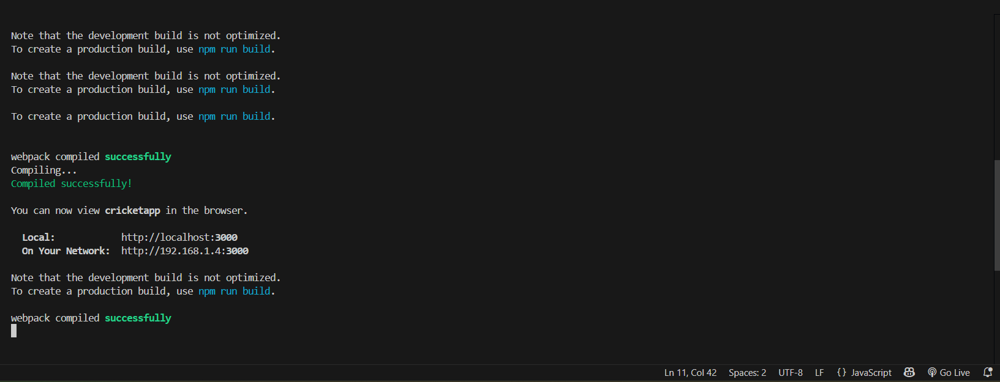 Note that the development build is not optimized.
To create a production build, use npm run build.
Note that the development build is not optimized.
To create a production build, use npm run build.
To create a production build, use npm run build.
webpack compiled successfully
Compiling...
Compiled successfully!
You can now view cricketapp in the browser.
Local: http://localhost:3000
On Your Network: http://192.168.1.4:3000
Note that the development build is not optimized.
To create a production build, use npm run build.
webpack compiled successfully
Ln 11, Col 42 Spaces: 2 UTF-8 LF {} JavaScript Go Live